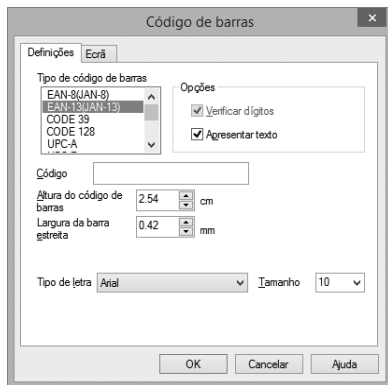 Código de barras
Definições Ecrã
Tipo de código de barras
EAN-8(JAN-8)
EAN-13(JAN-13)
CODE 39
CODE 128
UPC-A
Opções
Verificar dígitos
Apresentar texto
Código
Altura do código de barras 2.54 cm
Largura da barra estreita 0.42 mm
Tipo de letra Arial Tamanho 10
OK Cancelar Ajuda